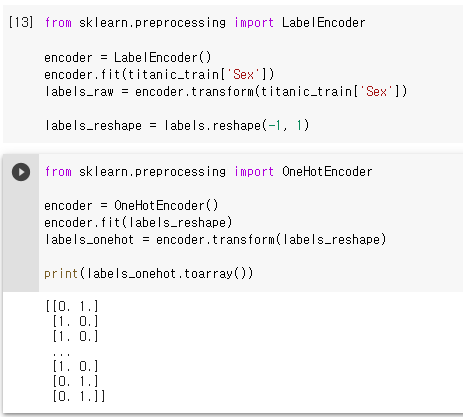 [13] from sklearn.preprocessing import LabelEncoder
encoder = LabelEncoder()
encoder.fit(titanic_train['Sex'])
labels_raw = encoder.transform(titanic_train['Sex'])
labels_reshape = labels.reshape(-1, 1)
from sklearn.preprocessing import OneHotEncoder
encoder = OneHotEncoder()
encoder.fit(labels_reshape)
labels_onehot = encoder.transform(labels_reshape)
print(labels_onehot.toarray())
[[0. 1.]
[1. 0.]
[1. 0.]
...
[1. 0.]
[0. 1.]
[0. 1.]]